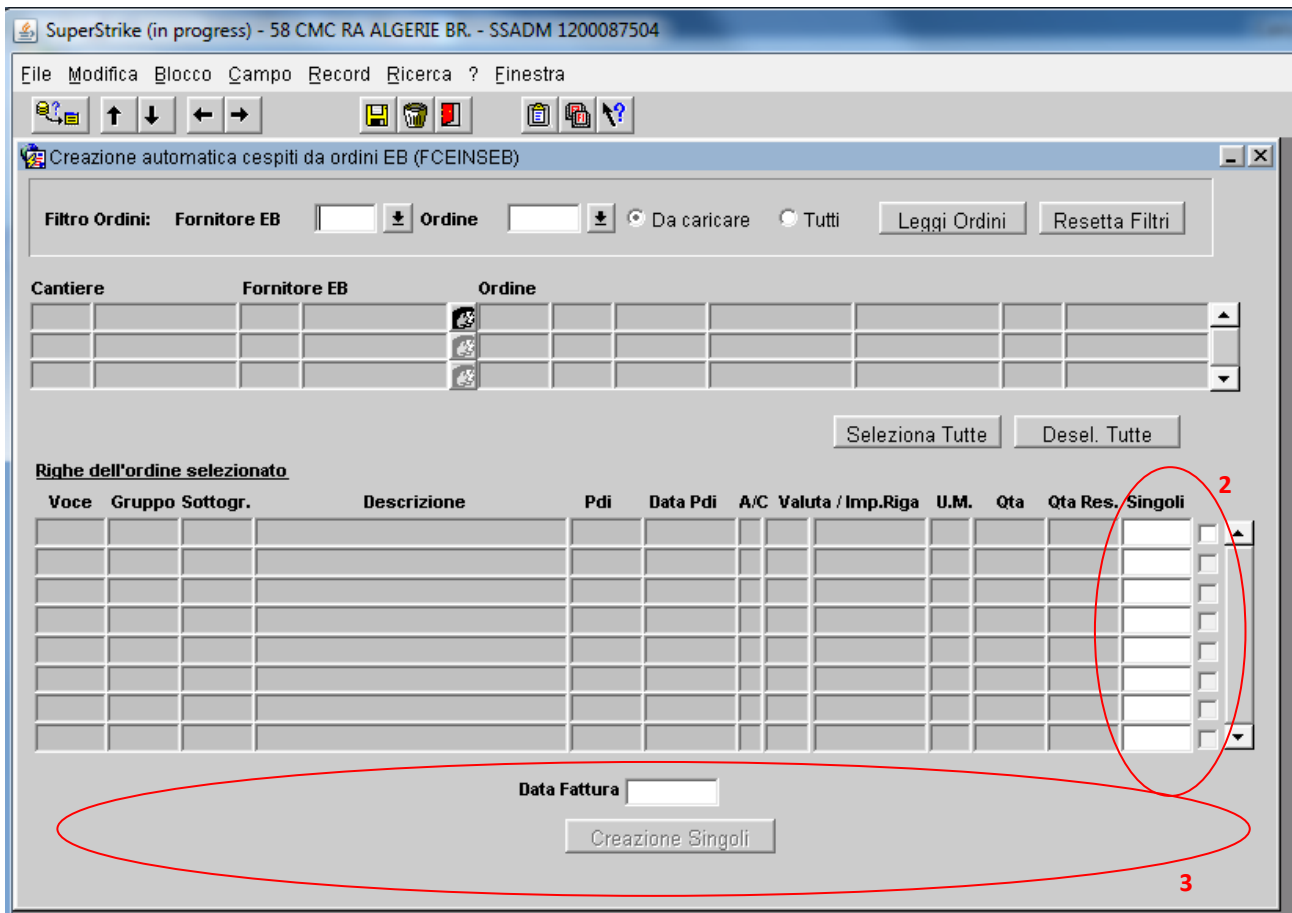 SuperStrike (in progress) - 58 CMC RA ALGERIE BR. - SSADM 1200087504
File Modifica Blocco Campo Record Ricerca ? Finestra
Creazione automatica cespiti da ordini EB (FCEINSEB)
Filtro Ordini: Fornitore EB Ordine Da caricare Tutti Leggi Ordini Resetta Filtri
Cantiere Fornitore EB Ordine
Seleziona Tutte Desel. Tutte
Righe dell'ordine selezionato
2
Voce Gruppo Sottogr. Descrizione Pdi Data Pdi A/C Valuta / Imp.Riga U.M. Qta Qta Res. Singoli
Data Fattura
Creazione Singoli
3